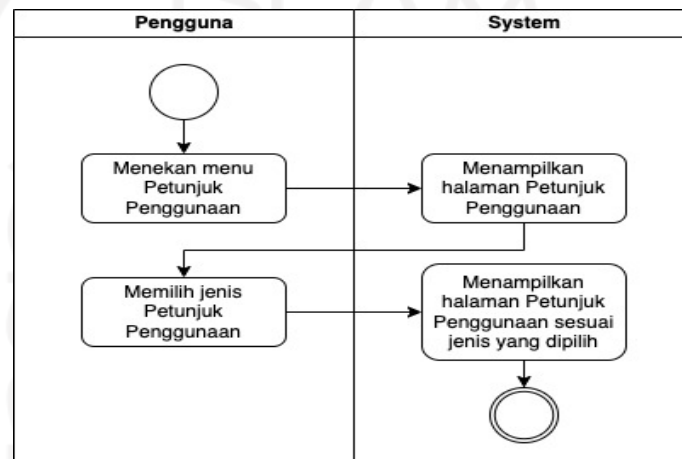 Pengguna
System
Menekan menu
Petunjuk
Penggunaan
Menampilkan
halaman Petunjuk
Penggunaan
Memilih jenis
Petunjuk
Penggunaan
Menampilkan
halaman Petunjuk
Penggunaan sesuai
jenis yang dipilih